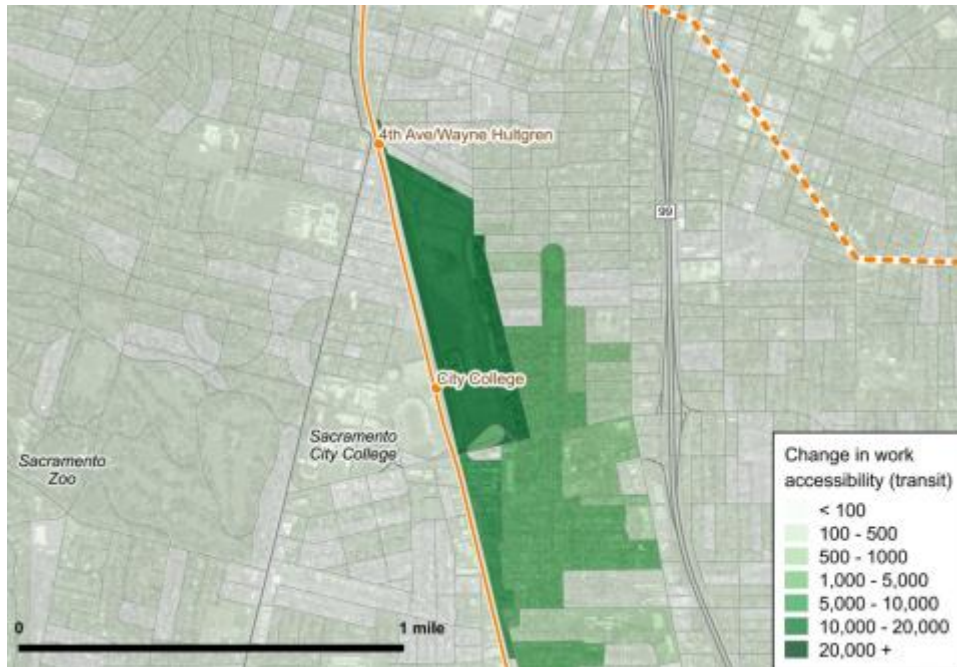 4th Ave/Wayne Hultgren
99
City College
Sacramento
City College
Sacramento
Zoo
Change in work
accessibility (transit)
< 100
100 - 500
500 - 1000
1,000 - 5,000
5,000 - 10,000
10,000 - 20,000
20,000 +
0
1 mile